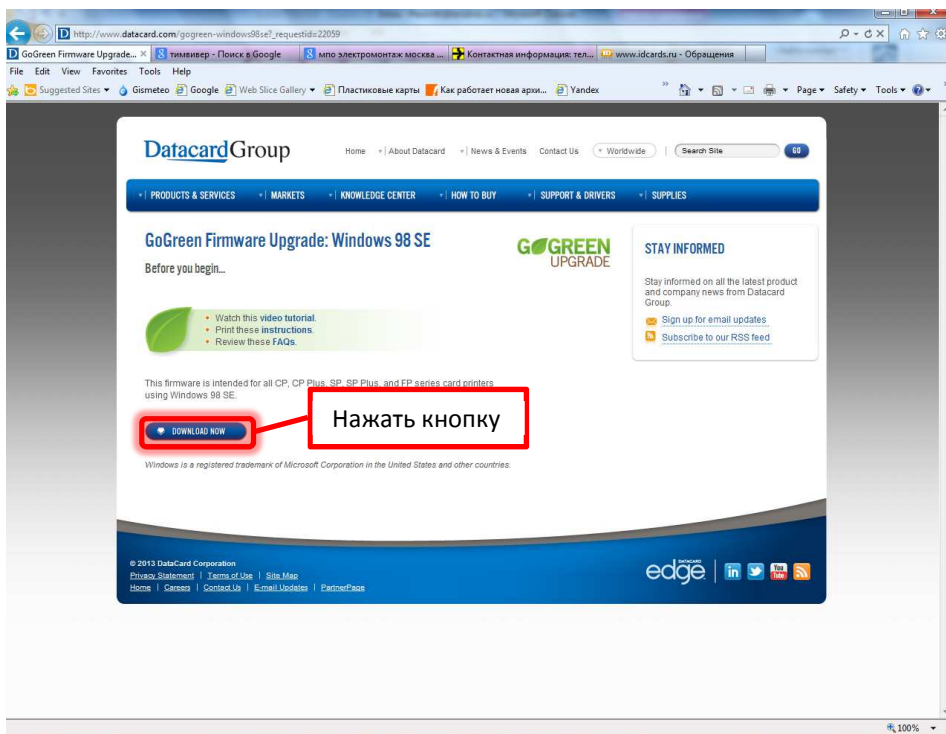 http://www.datacard.com/gogreen-windows98se?_requestid=22059
GoGreen Firmware Upgrade... тимвивер - Поиск в Google мпо электромонтаж москва ... Контактная информация: тел... www.idcards.ru - Обращения
File Edit View Favorites Tools Help
Suggested Sites Gismeteo Google Web Slice Gallery Пластиковые карты Как работает новая архи... Yandex » Page Safety Tools
DatacardGroup Home About Datacard News & Events Contact Us Worldwide Search Site GO
PRODUCTS & SERVICES MARKETS KNOWLEDGE CENTER HOW TO BUY SUPPORT & DRIVERS SUPPLIES
GoGreen Firmware Upgrade: Windows 98 SE
Before you begin...
GOGREEN
UPGRADE
• Watch this video tutorial.
• Print these instructions.
• Review these FAQs.
This firmware is intended for all CP, CP Plus, SP, SP Plus, and FP series card printers
using Windows 98 SE.
DOWNLOAD NOW
Нажать кнопку
Windows is a registered trademark of Microsoft Corporation in the United States and other countries.
STAY INFORMED
Stay informed on all the latest product
and company news from Datacard
Group.
Sign up for email updates
Subscribe to our RSS feed
© 2013 DataCard Corporation
Privacy Statement | Terms of Use | Site Map
Home | Careers | Contact Us | E-mail Updates | PartnerPage
DATACARD
edge in You Tube
100%